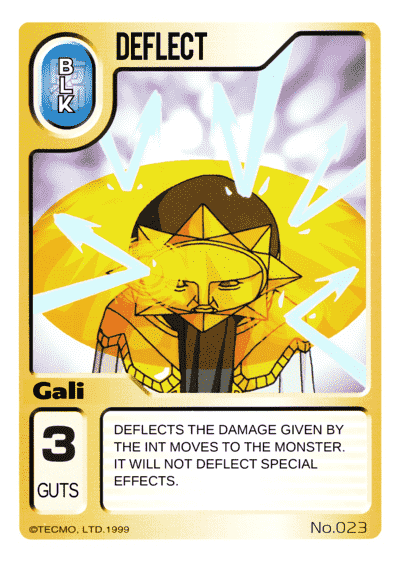 DEFLECT
BLK
Gali
3
GUTS
DEFLECTS THE DAMAGE GIVEN BY
THE INT MOVES TO THE MONSTER.
IT WILL NOT DEFLECT SPECIAL
EFFECTS.
©TECMO, LTD.1999
No.023